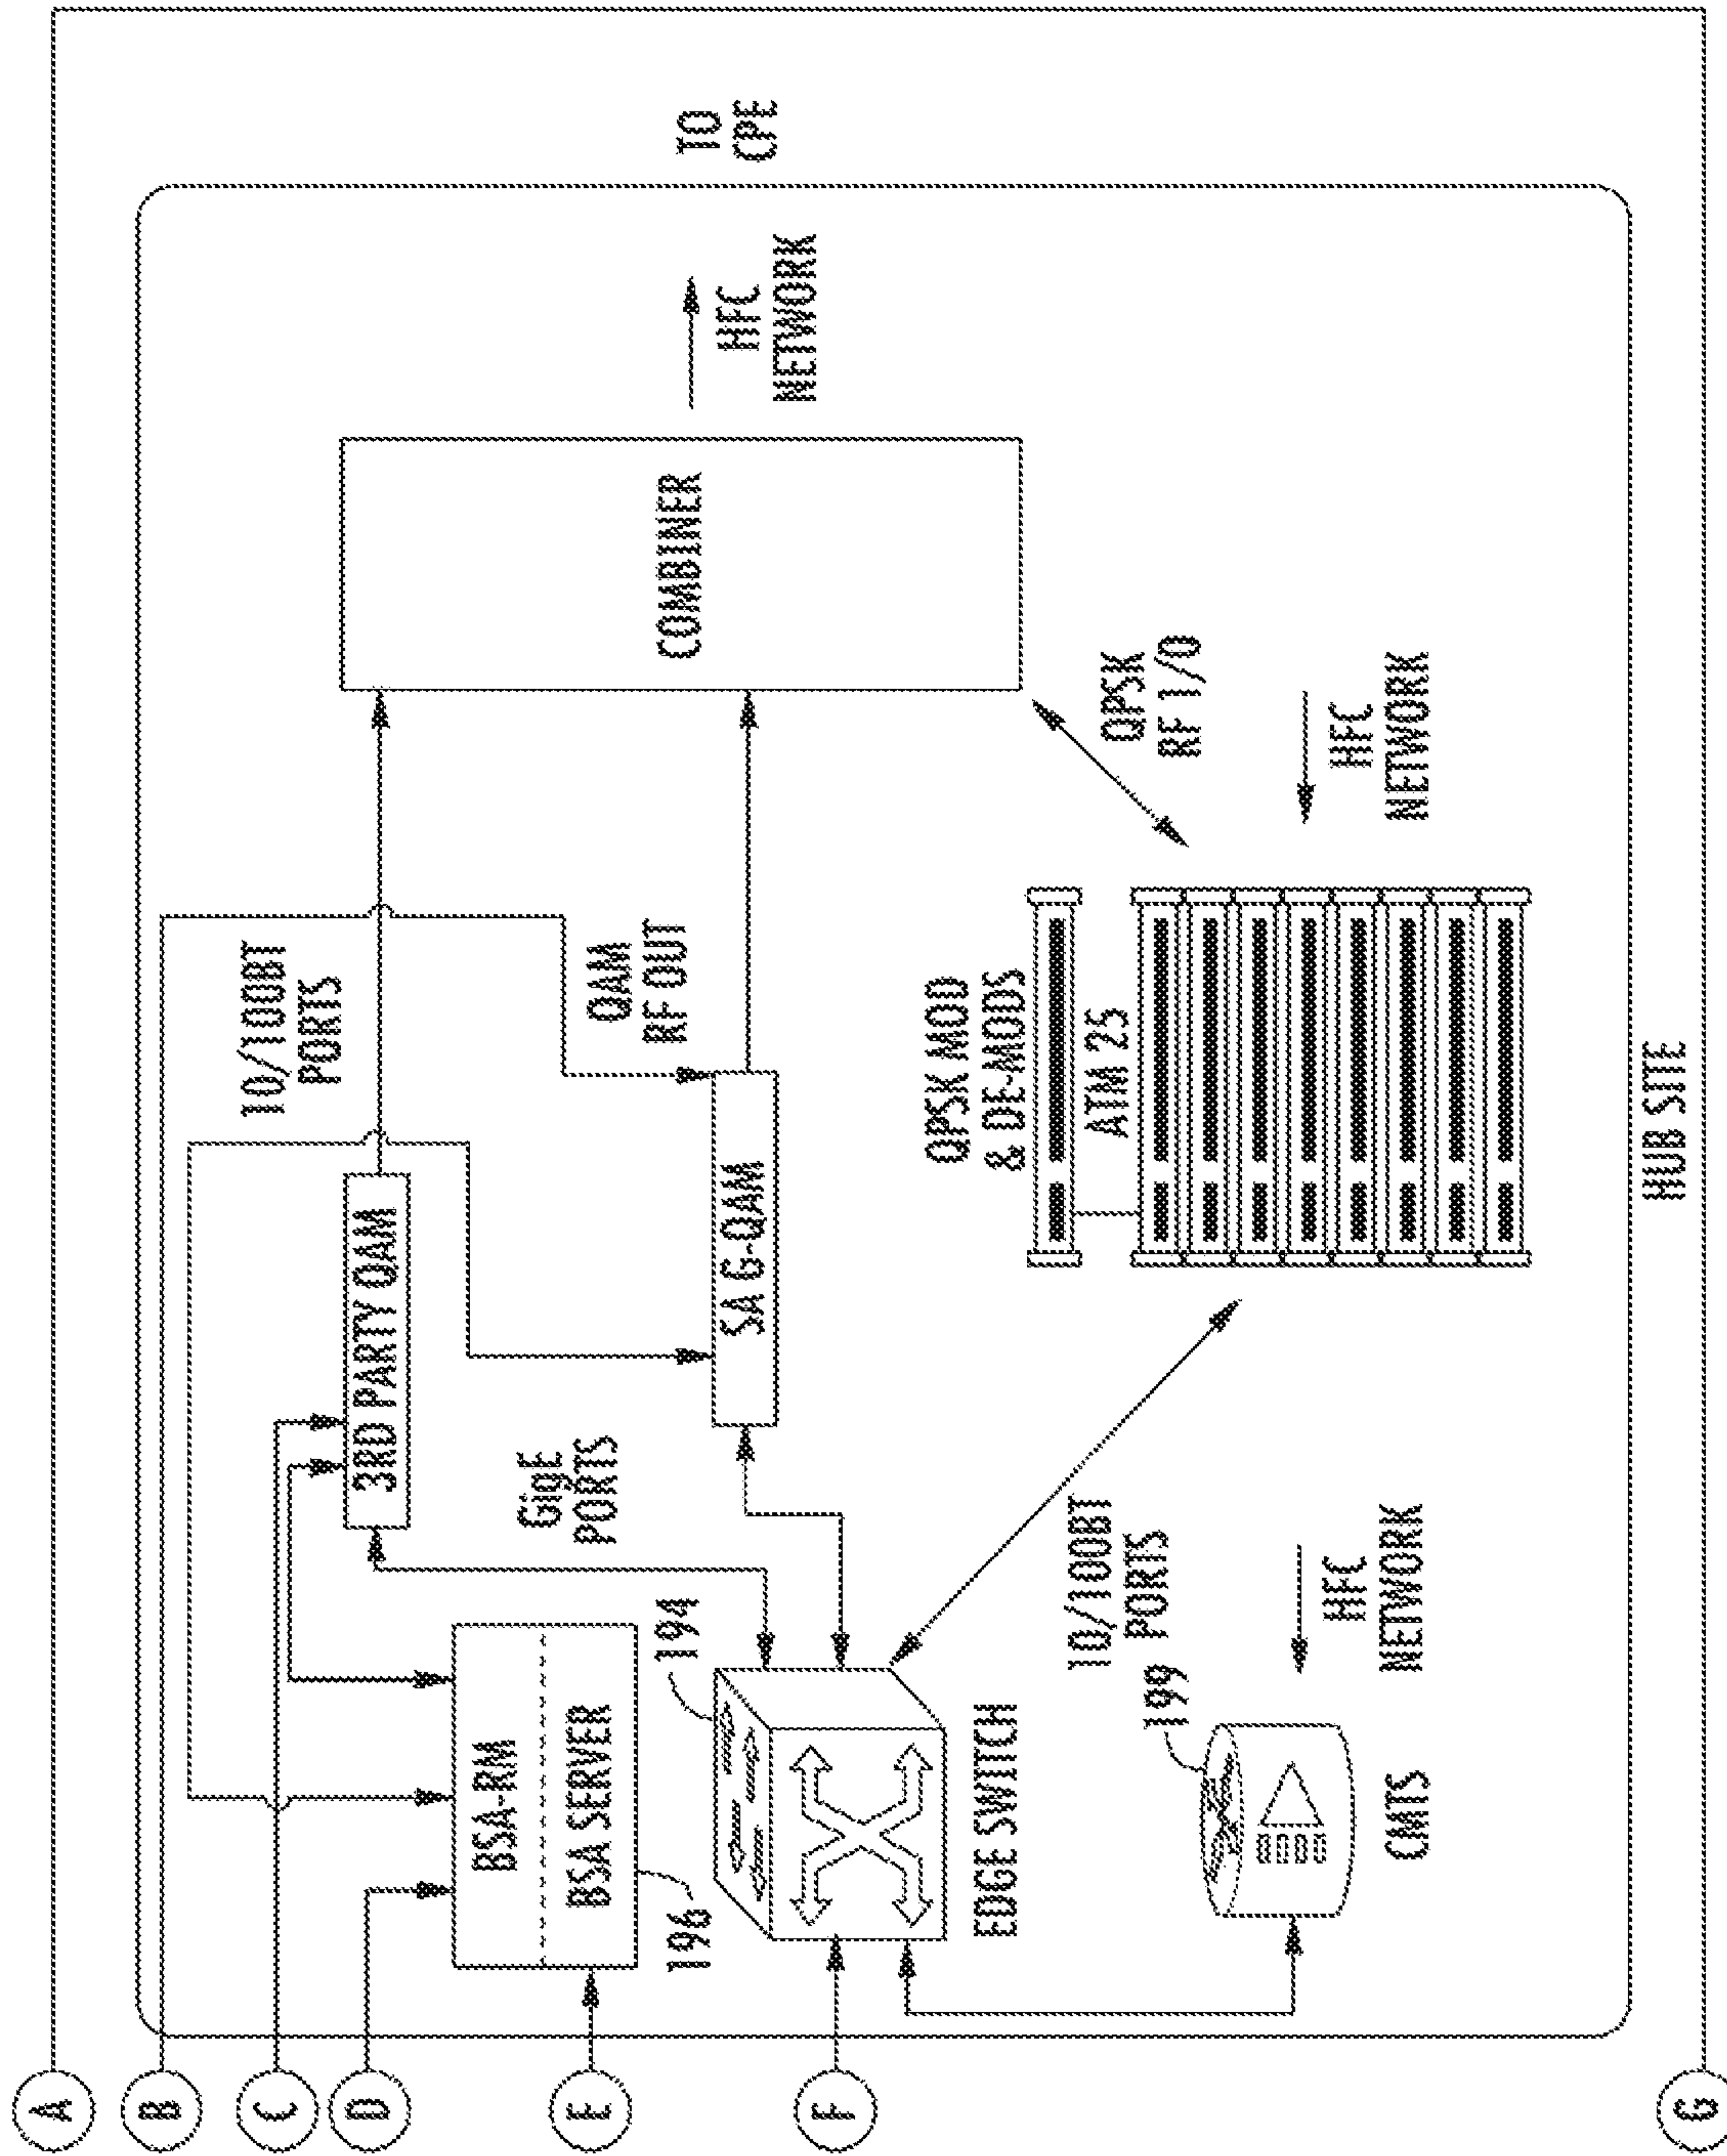 A
B
C
D
E
F
G
10/100BT
PORTS
3RD PARTY QAM
BSA-RM
BSA SERVER
196
GigE
PORTS
QAM
RF OUT
SA G-QAM
194
EDGE SWITCH
COMBINER
HFC
NETWORK
TO
CPE
QPSK
RF 1/0
QPSK MOD
& DE-MODS
ATM 25
10/100BT
PORTS
199
CMTS
HFC
NETWORK
HFC
NETWORK
HUB SITE